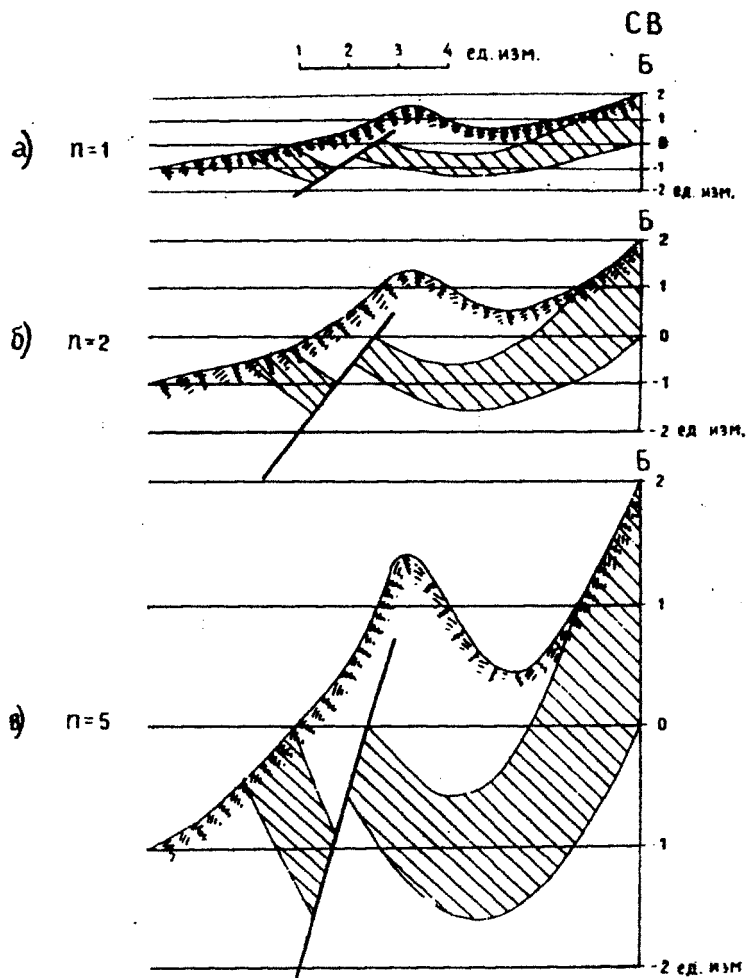 СВ
1 2 3 4 ед. изм.
Б
2
1
0
-1
-2 ед изм.
а) n=1
Б
2
1
0
-1
-2 ед изм.
б) n=2
Б
2
1
0
1
-2 ед. изм
в) n=5